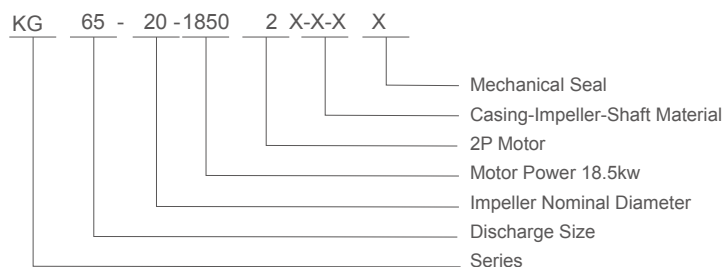 KG 65 - 20 -1850 2 X-X-X X
Mechanical Seal
Casing-Impeller-Shaft Material
2P Motor
Motor Power 18.5kw
Impeller Nominal Diameter
Discharge Size
Series